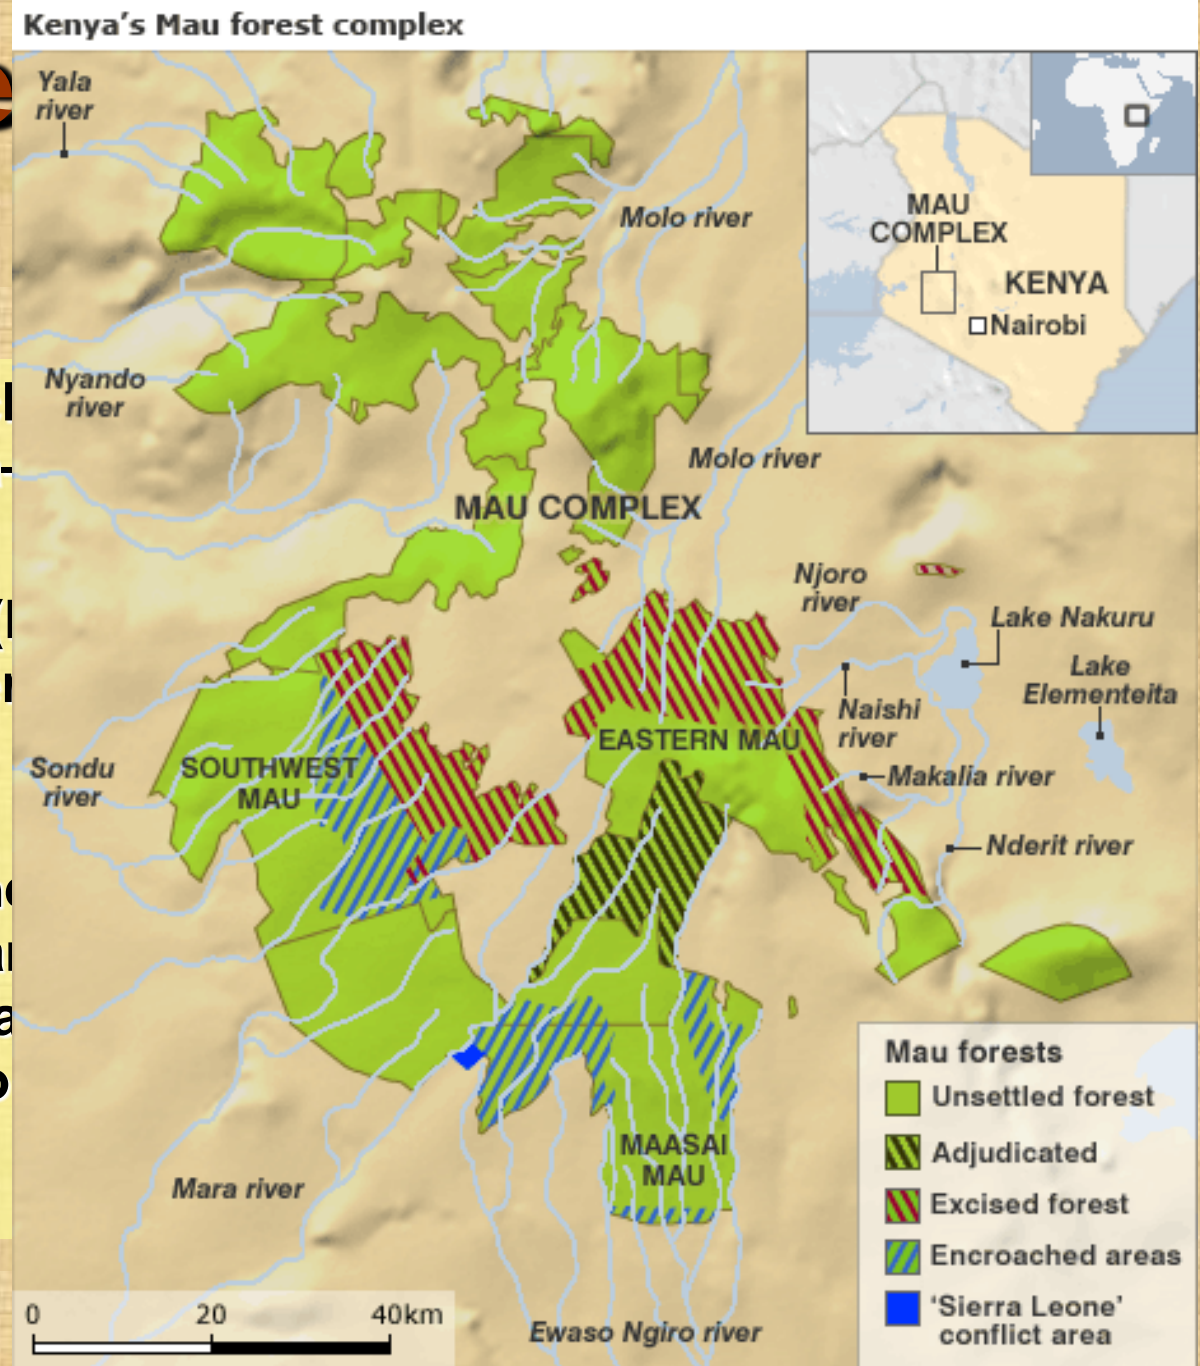 Kenya's Mau forest complex
Yala
river
Molo river
MAU
COMPLEX
KENYA
Nairobi
Nyando
river
Molo river
MAU COMPLEX
Njoro
river
Lake Nakuru
Lake
Elementeita
Naishi
river
EASTERN MAU
SOUTHWEST
MAU
Sondu
river
Makalia river
Nderit river
MAASAI
MAU
Mara river
Ewaso Ngiro river
Mau forests
Unsettled forest
Adjudicated
Excised forest
Encroached areas
‘Sierra Leone’
conflict area
0 20 40km